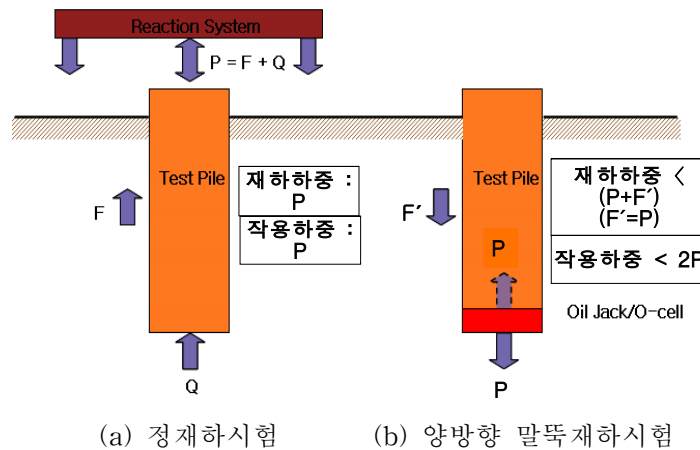 Reaction System
P = F + Q
Test Pile
재하하중 :
P
작용하중 :
P
F
Q
Test Pile
재하하중 <
(P+F′)
(F′=P)
작용하중 < 2P
F′
P
Oil Jack/O-cell
P
(a) 정재하시험
(b) 양방향 말뚝재하시험